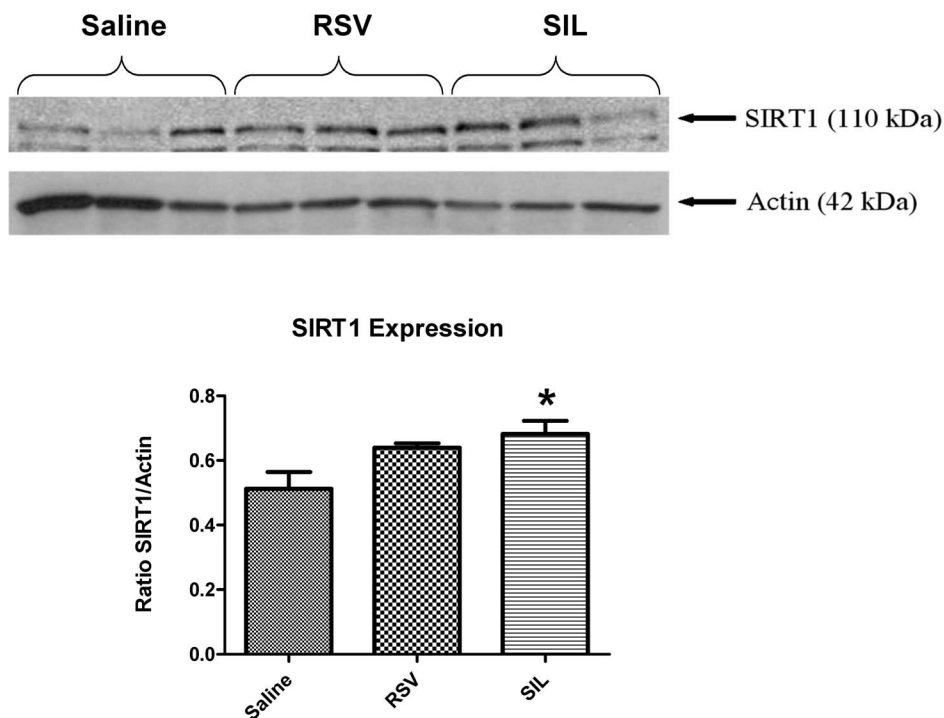 Saline RSV SIL
SIRT1 (110 kDa)
Actin (42 kDa)
SIRT1 Expression
0.8
*
0.6
0.4
0.2
0.0
Ratio SIRT1/Actin
Saline RSV SIL